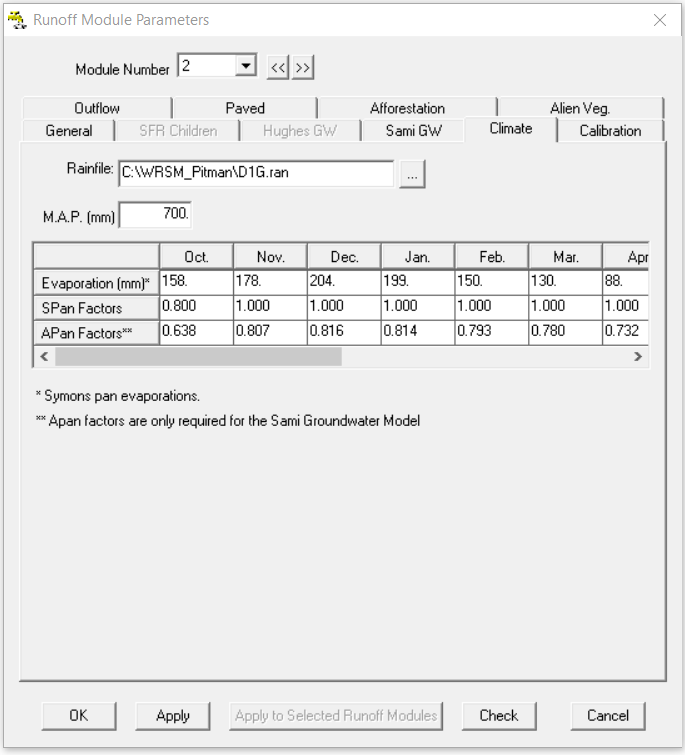 Runoff Module Parameters
Module Number 2 << >>
Outflow Paved Afforestation Alien Veg.
General SFR Children Hughes GW Sami GW Climate Calibration
Rainfile: C:\WRSM_Pitman\D1G.ran ...
M.A.P. (mm) 700.
Oct. Nov. Dec. Jan. Feb. Mar. Apr
Evaporation (mm)* 158. 178. 204. 199. 150. 130. 88.
SPan Factors 0.800 1.000 1.000 1.000 1.000 1.000 1.000
APan Factors** 0.638 0.807 0.816 0.814 0.793 0.780 0.732
* Symons pan evaporations.
** Apan factors are only required for the Sami Groundwater Model
OK Apply Apply to Selected Runoff Modules Check Cancel